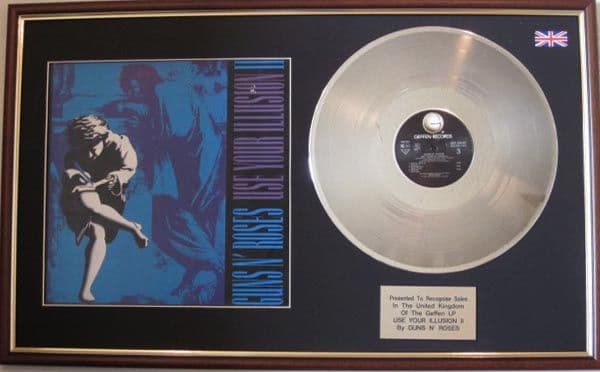 GUNS N' ROSES USE YOUR ILLUSION II
GEFFEN RECORDS
3
Presented To Recognise Sales
In The United Kingdom
Of The Geffen LP
USE YOUR ILLUSION II
By GUNS N' ROSES